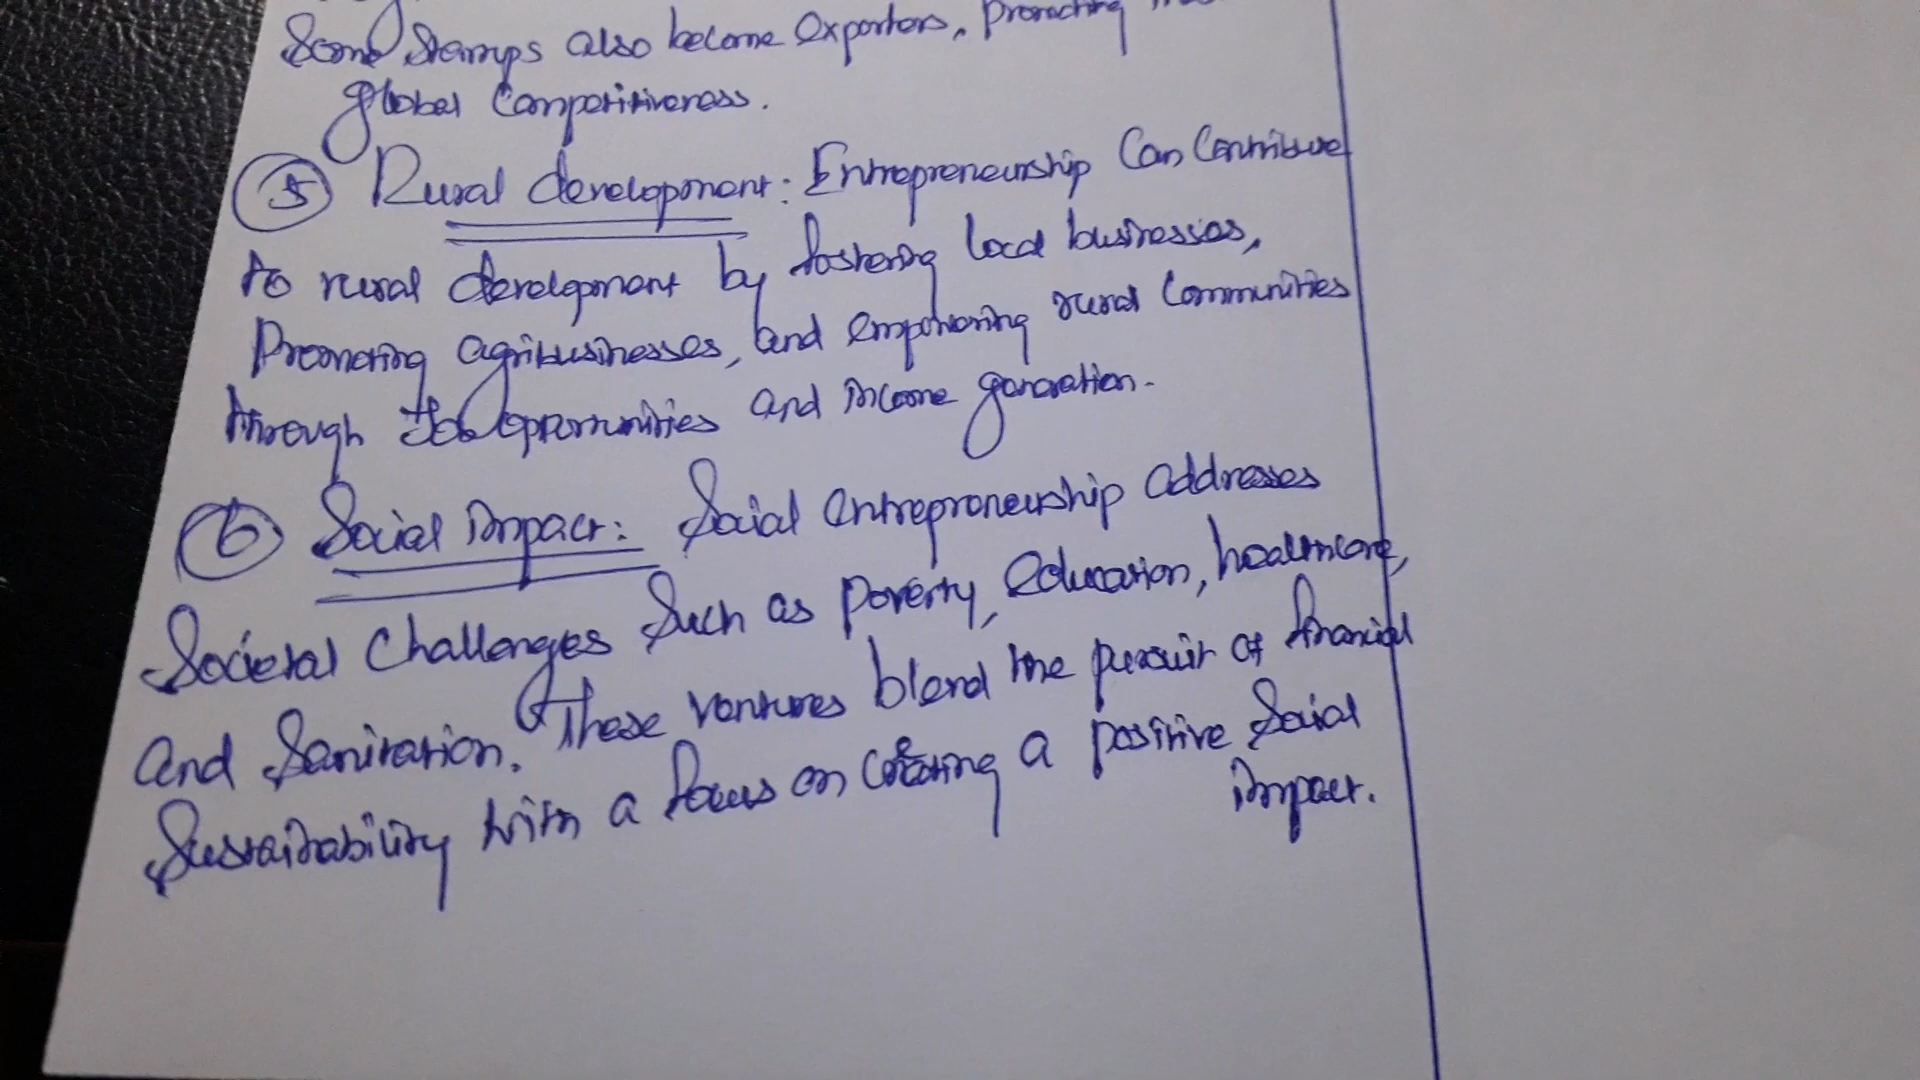 Some Stamps also become exporters, promoting
global Competitiveness.
⑤ Rural development: Entrepreneurship Can Contribue
to rural development by fostering local businessies,
Promoting agribusinesses, and empowering rural Communities
through Job opportunities and income generation.
⑥ Social Impact: Social entrepreneurship addresses
Societal Challenges Such as poverty, education, healthcare,
and Sanitation. These ventures blend the pursuit of financial
Sustainability with a focus on creating a positive Social
impact.